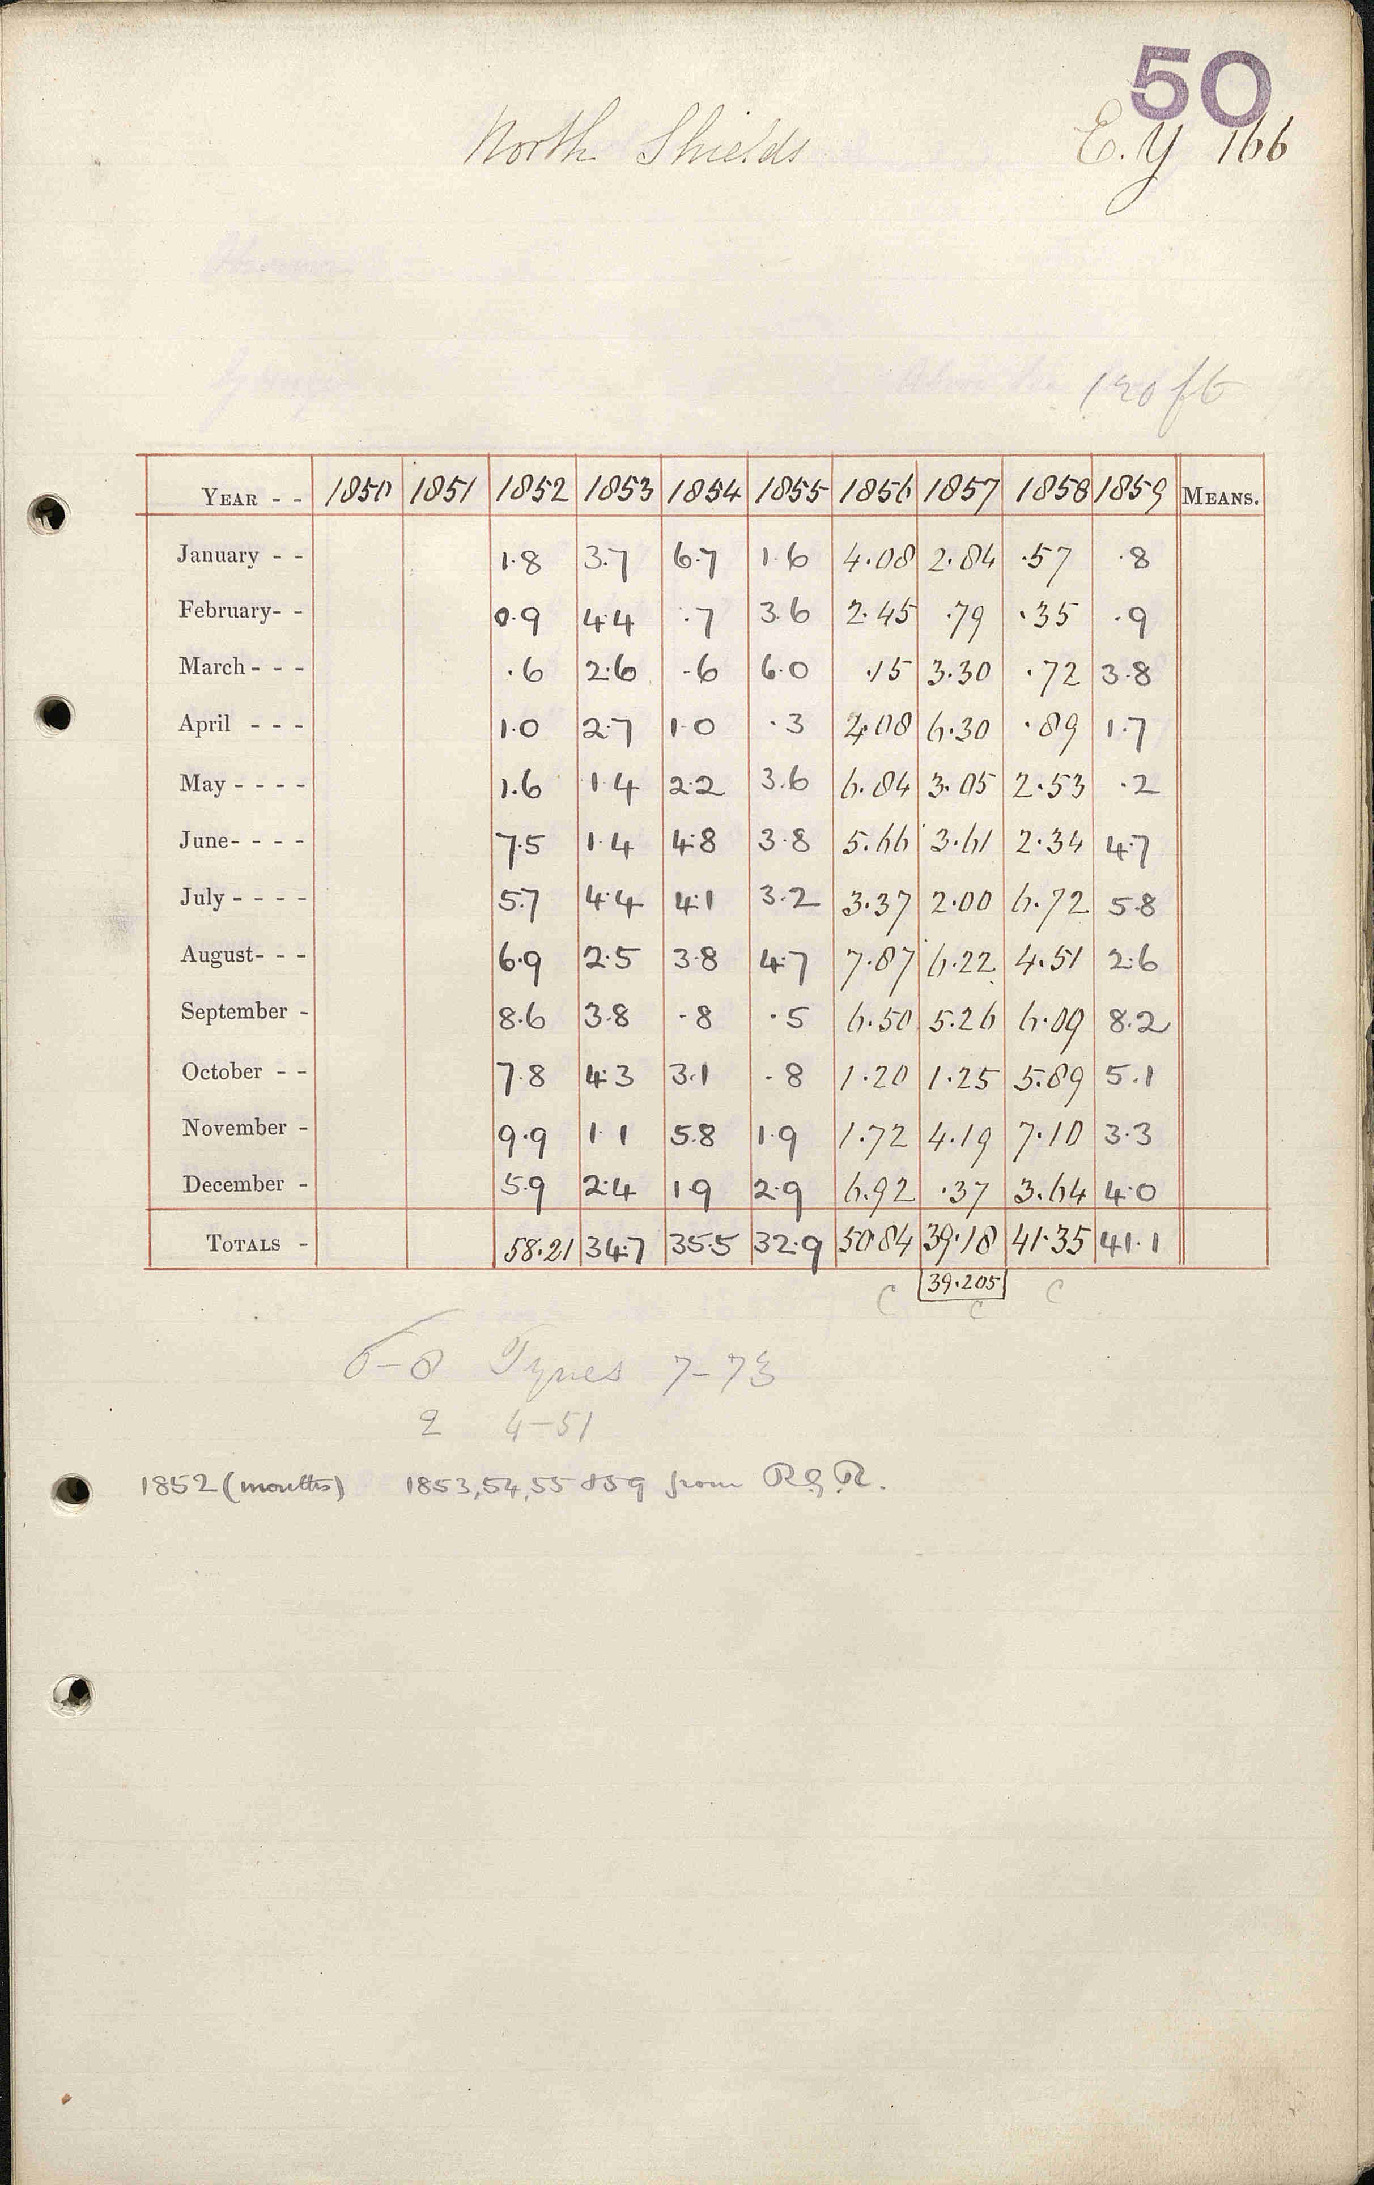 50
North Shields E.Y 166
120 ft
YEAR - - 1850 1851 1852 1853 1854 1855 1856 1857 1858 1859 MEANS.
January - - 1.8 3.7 6.7 1.6 4.08 2.84 .57 .8
February- - 0.9 4.4 .7 3.6 2.45 .79 .35 .9
March - - - .6 2.6 .6 6.0 .15 3.30 .72 3.8
April - - - 1.0 2.7 1.0 .3 4.08 6.30 .89 1.7
May - - - - 1.6 1.4 2.2 3.6 6.84 3.05 2.53 .2
June- - - - 7.5 1.4 4.8 3.8 5.66 3.61 2.34 4.7
July - - - - 5.7 4.4 4.1 3.2 3.37 2.00 6.72 5.8
August- - - 6.9 2.5 3.8 4.7 7.87 6.22 4.51 2.6
September - 8.6 3.8 .8 .5 6.50 5.26 6.09 8.2
October - - 7.8 4.3 3.1 .8 1.20 1.25 5.89 5.1
November - 9.9 1.1 5.8 1.9 1.72 4.19 7.10 3.3
December - 5.9 2.4 1.9 2.9 6.92 .37 3.64 4.0
TOTALS - 58.21 34.7 35.5 32.9 50.84 39.18 41.35 41.1
39.205
C C C
6-8 Tynes 7-73
2 4-51
1852 (months) 1853,54,55 & 59 from R.G.R.